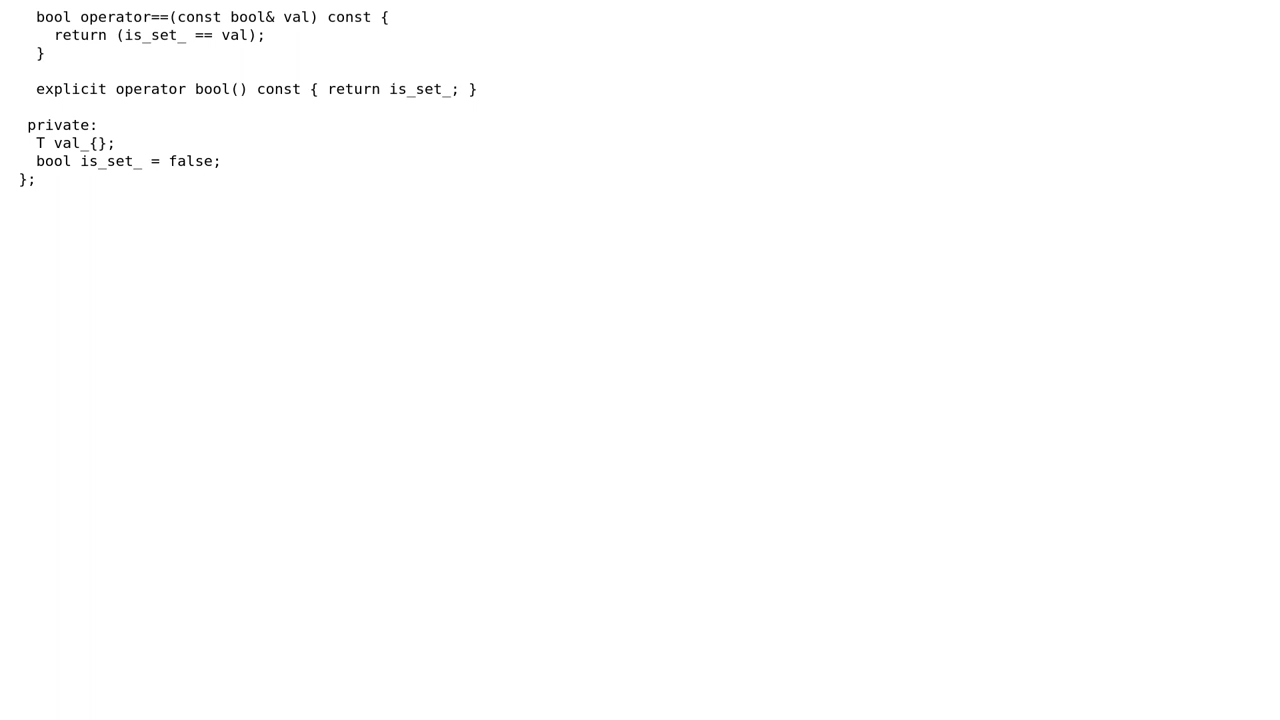 bool operator==(const bool& val) const {
    return (is_set_ == val);
  }

  explicit operator bool() const { return is_set_; }

 private:
  T val_{};
  bool is_set_ = false;
};